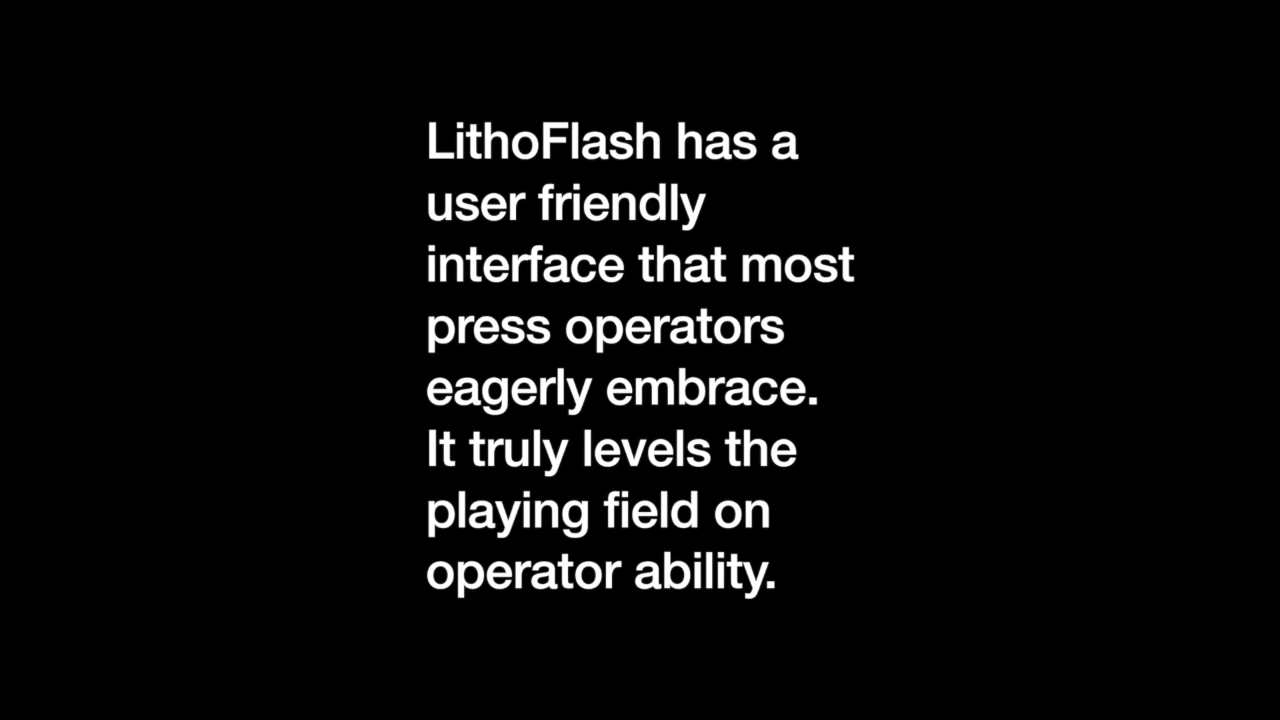 LithoFlash has a
user friendly
interface that most
press operators
eagerly embrace.
It truly levels the
playing field on
operator ability.